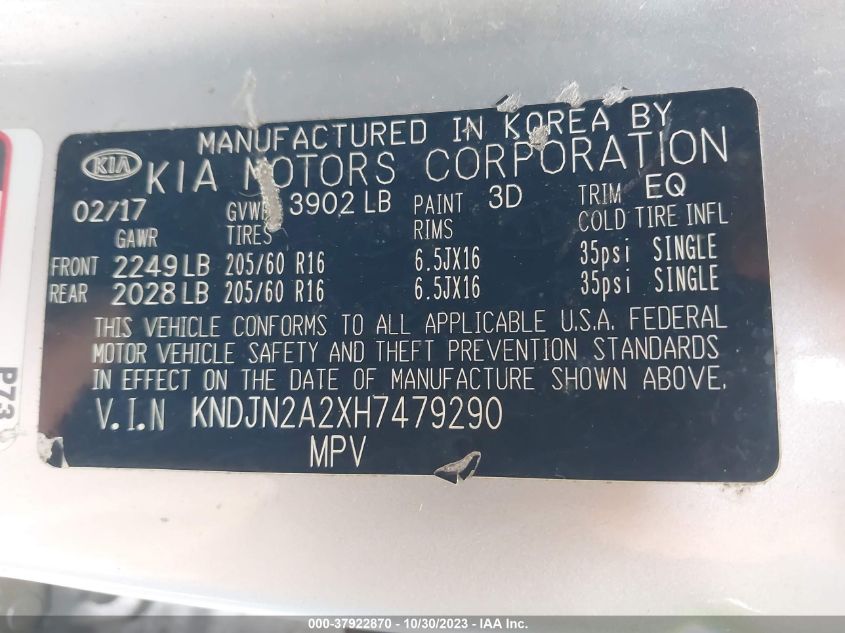 MANUFACTURED IN KOREA BY
KIA KIA MOTORS CORPORATION
02/17 GVWR 3902 LB PAINT 3D TRIM EQ
GAWR TIRES RIMS COLD TIRE INFL
FRONT 2249 LB 205/60 R16 6.5JX16 35psi SINGLE
REAR 2028 LB 205/60 R16 6.5JX16 35psi SINGLE
THIS VEHICLE CONFORMS TO ALL APPLICABLE U.S.A. FEDERAL
MOTOR VEHICLE SAFETY AND THEFT PREVENTION STANDARDS
IN EFFECT ON THE DATE OF MANUFACTURE SHOWN ABOVE.
V.I.N KNDJN2A2XH7479290
MPV
P73
000-37922870 - 10/30/2023 - IAA Inc.